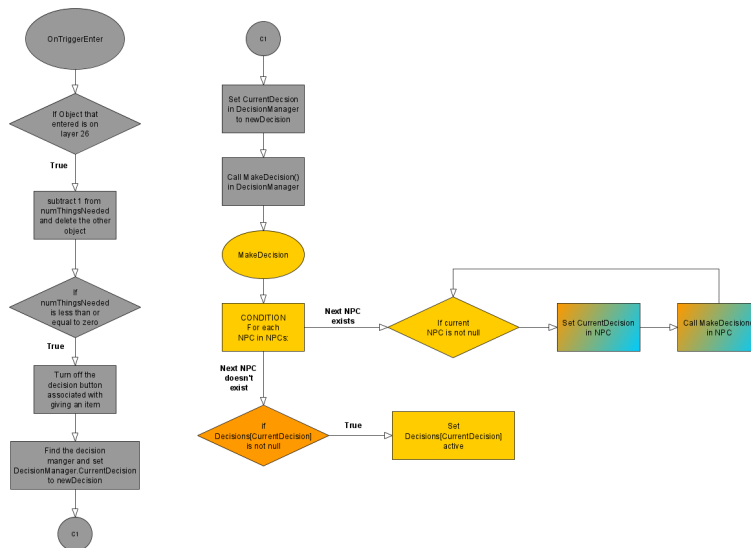 OnTriggerEnter
If Object that
entered is on
layer 26
True
subtract 1 from
numThingsNeeded
and delete the other
object
If
numThingsNeeded
is less than or
equal to zero
True
Turn off the
decision button
associated with
giving an item
Find the decision
manger and set
DecisionManager.CurrentDecision
to newDecision
C1
C1
Set CurrentDecsion
in DecisionManager
to newDecision
Call MakeDecision()
in DecisionManager
MakeDecision
CONDITION
For each
NPC in NPCs:
Next NPC
exists
If current
NPC is not null
Set CurrentDecision
in NPC
Call MakeDecision()
in NPC
Next NPC
doesn't
exist
if
Decisions[CurrentDecision]
is not null
True
Set
Decisions[CurrentDecision]
active